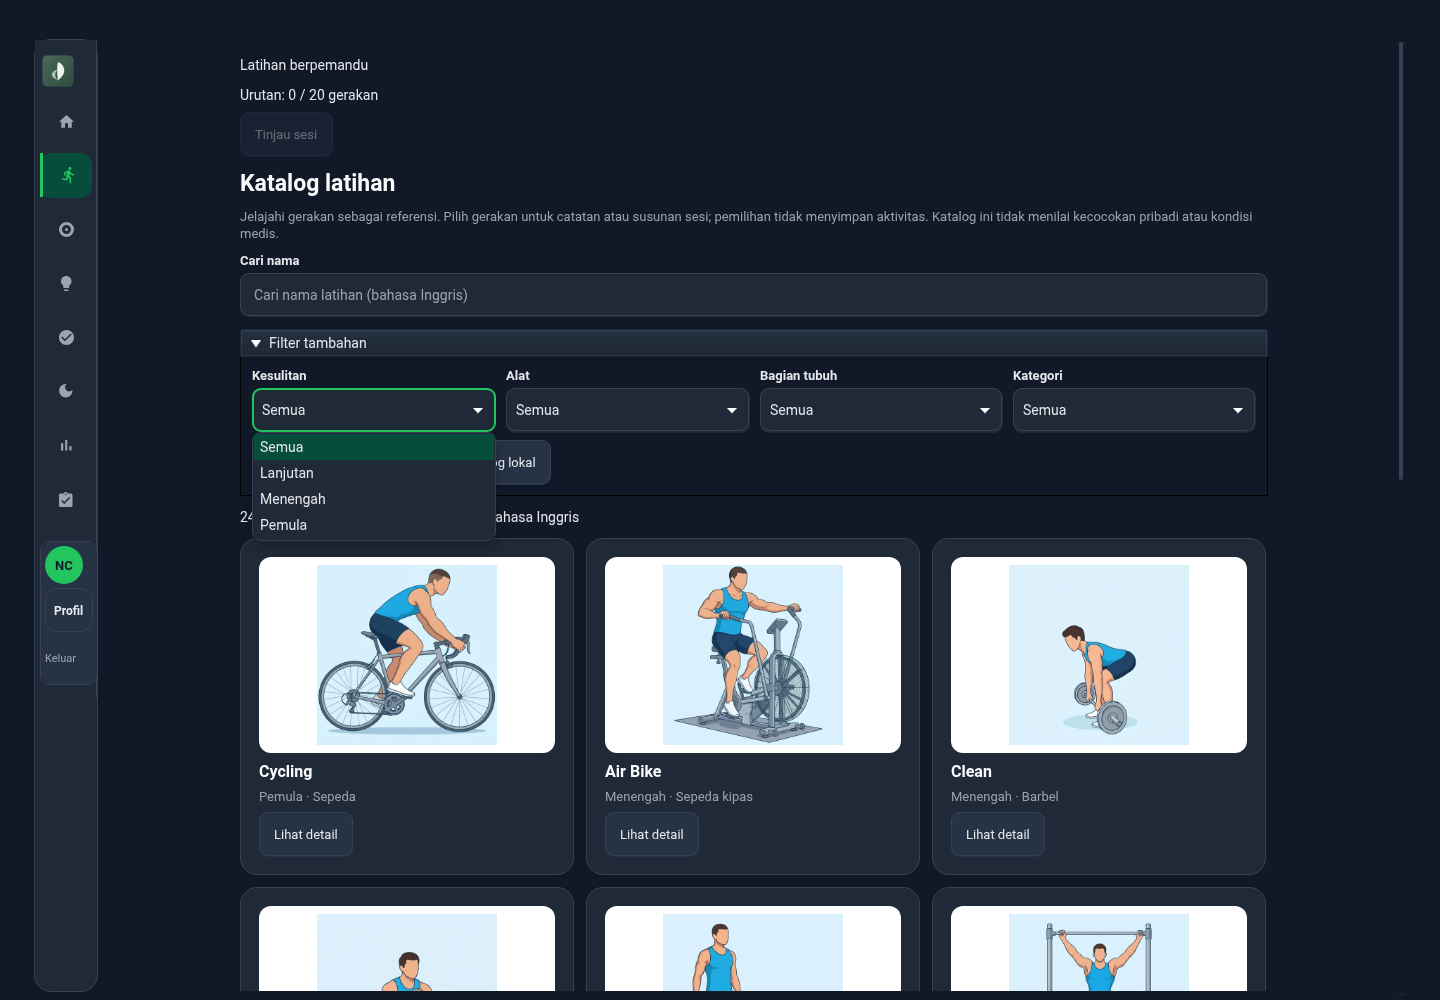 Latihan berpemandu
Urutan: 0 / 20 gerakan
Tinjau sesi
Katalog latihan
Jelajahi gerakan sebagai referensi. Pilih gerakan untuk catatan atau susunan sesi; pemilihan tidak menyimpan aktivitas. Katalog ini tidak menilai kecocokan pribadi atau kondisi
medis.
Cari nama
Cari nama latihan (bahasa Inggris)
Filter tambahan
Kesulitan
Alat
Bagian tubuh
Kategori
Semua
Semua
Semua
Semua
Semua
Lanjutan
Menengah
Pemula
lokal
24
Inggris
NC
Profil
Keluar
Cycling
Pemula · Sepeda
Lihat detail
Air Bike
Menengah · Sepeda kipas
Lihat detail
Clean
Menengah · Barbel
Lihat detail